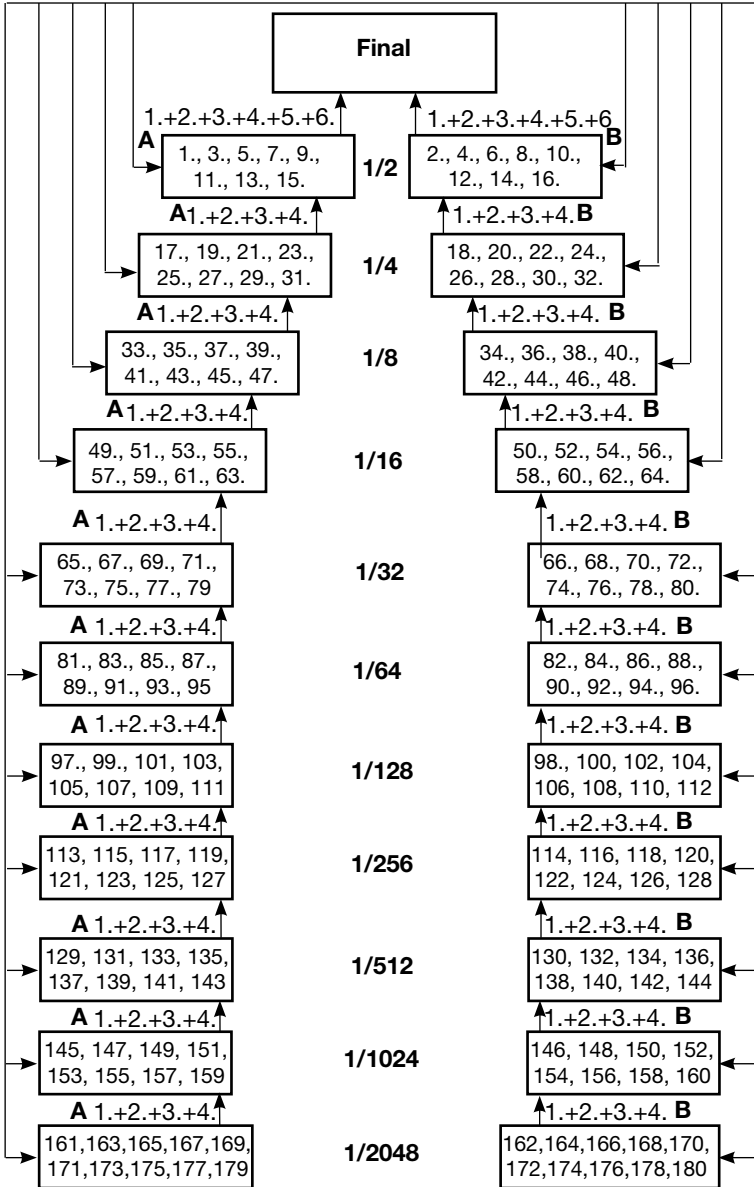 Final
1.+2.+3.+4.+5.+6. 1.+2.+3.+4.+5.+6
A B
1., 3., 5., 7., 9., 1/2 2., 4., 6., 8., 10.,
11., 13., 15. 12., 14., 16.
A 1.+2.+3.+4. 1.+2.+3.+4. B
17., 19., 21., 23., 1/4 18., 20., 22., 24.,
25., 27., 29., 31. 26., 28., 30., 32.
A 1.+2.+3.+4. 1.+2.+3.+4. B
33., 35., 37., 39., 1/8 34., 36., 38., 40.,
41., 43., 45., 47. 42., 44., 46., 48.
A 1.+2.+3.+4. 1.+2.+3.+4. B
49., 51., 53., 55., 1/16 50., 52., 54., 56.,
57., 59., 61., 63. 58., 60., 62., 64.
A 1.+2.+3.+4. 1.+2.+3.+4. B
65., 67., 69., 71., 1/32 66., 68., 70., 72.,
73., 75., 77., 79 74., 76., 78., 80.
A 1.+2.+3.+4. 1.+2.+3.+4. B
81., 83., 85., 87., 1/64 82., 84., 86., 88.,
89., 91., 93., 95 90., 92., 94., 96.
A 1.+2.+3.+4. 1.+2.+3.+4. B
97., 99., 101, 103, 1/128 98., 100, 102, 104,
105, 107, 109, 111 106, 108, 110, 112
A 1.+2.+3.+4. 1.+2.+3.+4. B
113, 115, 117, 119, 1/256 114, 116, 118, 120,
121, 123, 125, 127 122, 124, 126, 128
A 1.+2.+3.+4. 1.+2.+3.+4. B
129, 131, 133, 135, 1/512 130, 132, 134, 136,
137, 139, 141, 143 138, 140, 142, 144
A 1.+2.+3.+4. 1.+2.+3.+4. B
145, 147, 149, 151, 1/1024 146, 148, 150, 152,
153, 155, 157, 159 154, 156, 158, 160
A 1.+2.+3.+4. 1.+2.+3.+4. B
161,163,165,167,169, 1/2048 162,164,166,168,170,
171,173,175,177,179 172,174,176,178,180